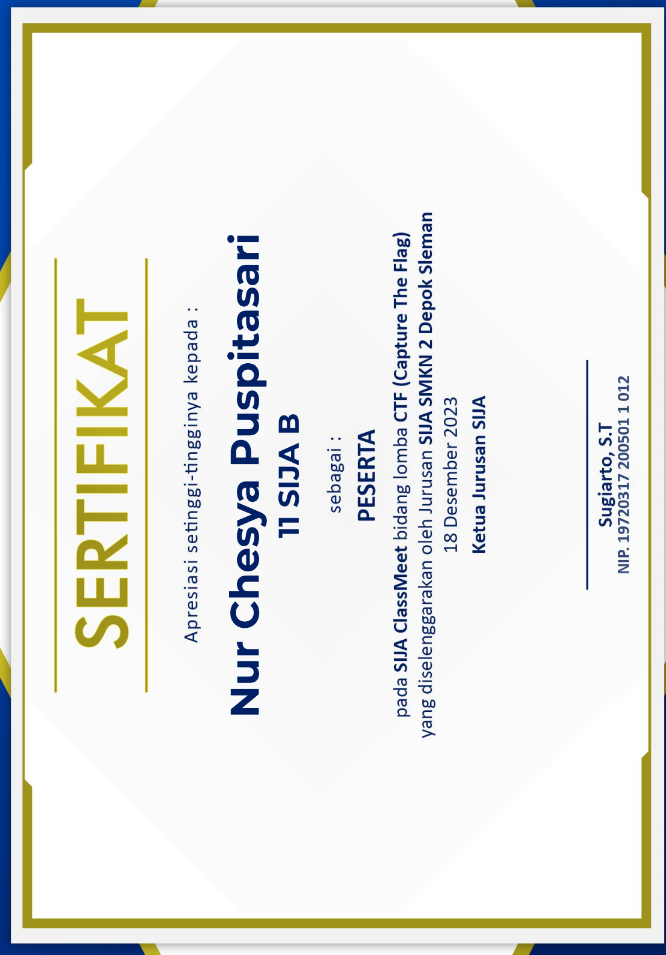 SERTIFIKAT
Apresiasi setinggi-tingginya kepada :
Nur Chesya Puspitasari
11 SIJA B
sebagai :
PESERTA
pada SIJA ClassMeet bidang lomba CTF (Capture The Flag)
yang diselenggarakan oleh Jurusan SIJA SMKN 2 Depok Sleman
18 Desember 2023
Ketua Jurusan SIJA
Sugiarto, S.T
NIP. 19720317 200501 1 012